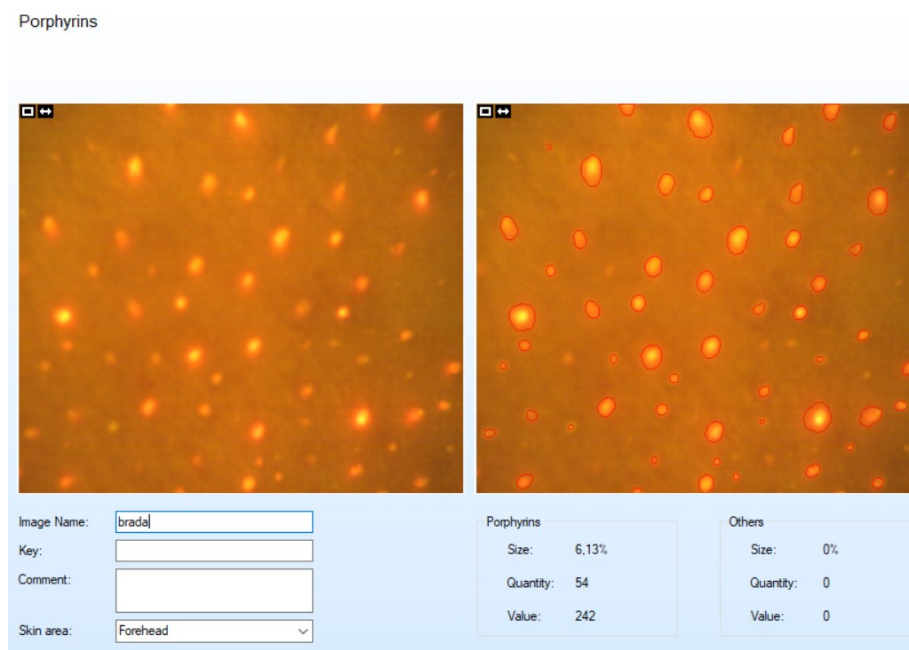 Porphyrins
Image Name: brada
Key:
Comment:
Skin area: Forehead
Porphyrins
Size: 6,13%
Quantity: 54
Value: 242
Others
Size: 0%
Quantity: 0
Value: 0